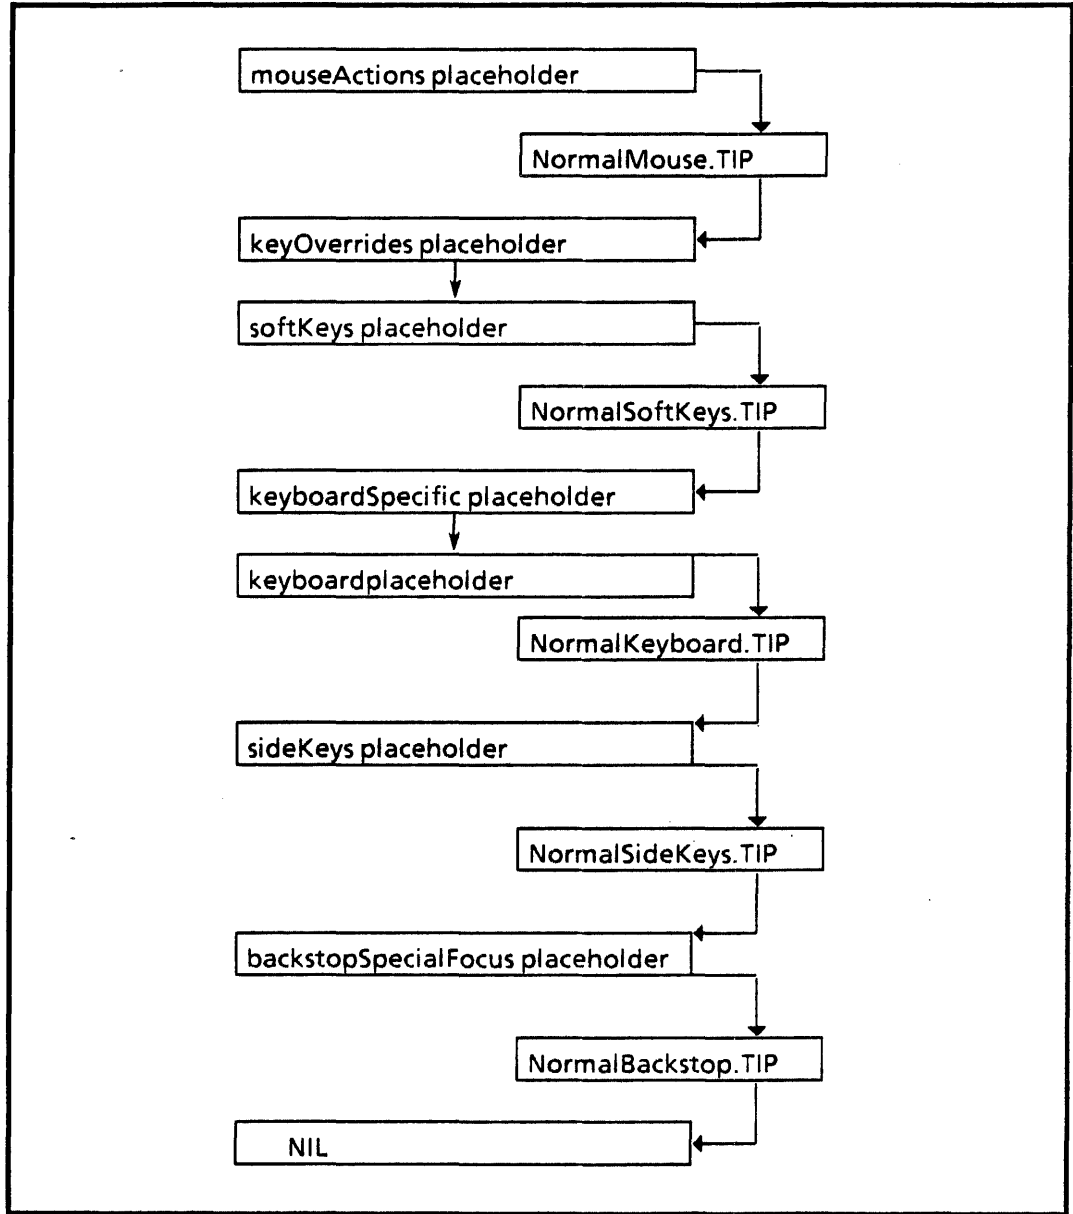 mouseActions placeholder
NormalMouse.TIP
keyOverrides placeholder
softKeys placeholder
NormalSoftKeys.TIP
keyboardSpecific placeholder
keyboardplaceholder
NormalKeyboard.TIP
sideKeys placeholder
NormalSideKeys.TIP
backstopSpecialFocus placeholder
NormalBackstop.TIP
NIL